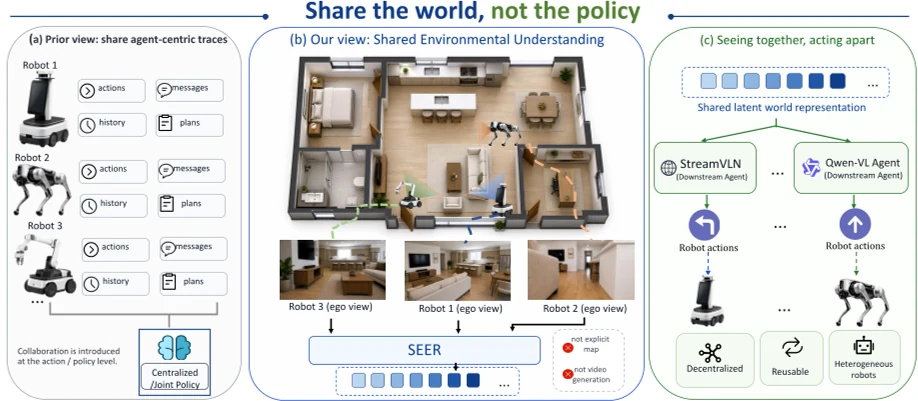 Share the world, not the policy
(a) Prior view: share agent-centric traces
Robot 1
actions
messages
history
plans
Robot 2
actions
messages
history
plans
Robot 3
actions
messages
history
plans
...
Collaboration is introduced
at the action / policy level.
Centralized
/Joint Policy
(b) Our view: Shared Environmental Understanding
Robot 3 (ego view)
Robot 1 (ego view)
Robot 2 (ego view)
SEER
...
not explicit
map
not video
generation
(c) Seeing together, acting apart
...
Shared latent world representation
StreamVLN
(Downstream Agent)
...
Qwen-VL Agent
(Downstream Agent)
Robot actions
...
Robot actions
...
Decentralized
Reusable
Heterogeneous
robots